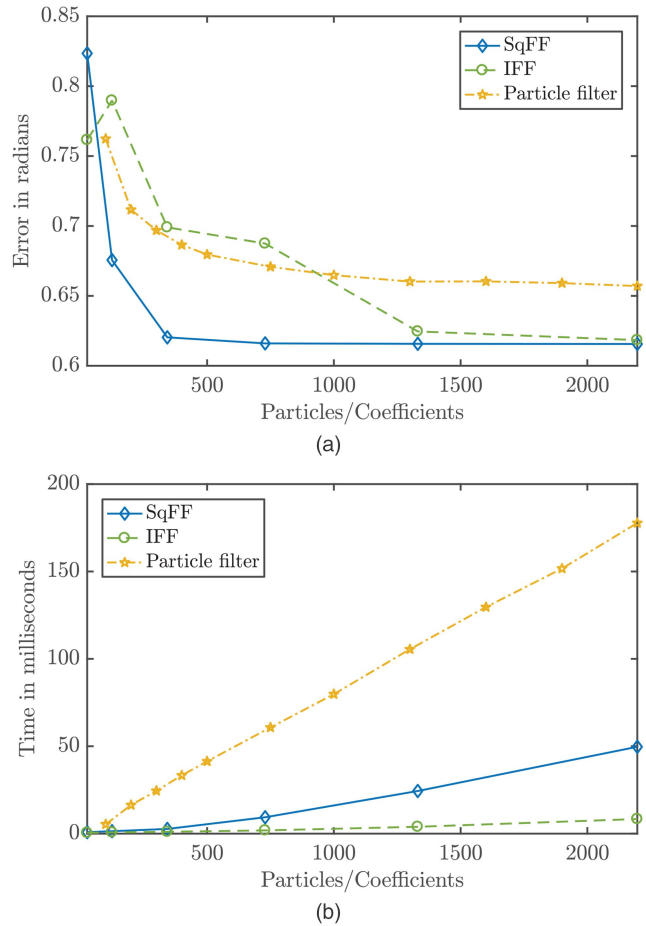 0.85
0.8
0.75
0.7
0.65
0.6
Error in radians
SqFF
IFF
Particle filter
500
1000
1500
2000
Particles/Coefficients
(a)
200
150
100
50
0
Time in milliseconds
SqFF
IFF
Particle filter
500
1000
1500
2000
Particles/Coefficients
(b)